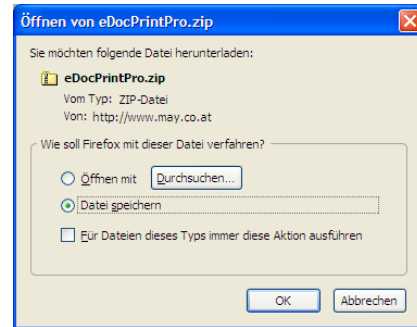 Öffnen von eDocPrintPro.zip
Sie möchten folgende Datei herunterladen:
eDocPrintPro.zip
Vom Typ: ZIP-Datei
Von: http://www.may.co.at
Wie soll Firefox mit dieser Datei verfahren?
Öffnen mit Durchsuchen...
Datei speichern
Für Dateien dieses Typs immer diese Aktion ausführen
OK Abbrechen